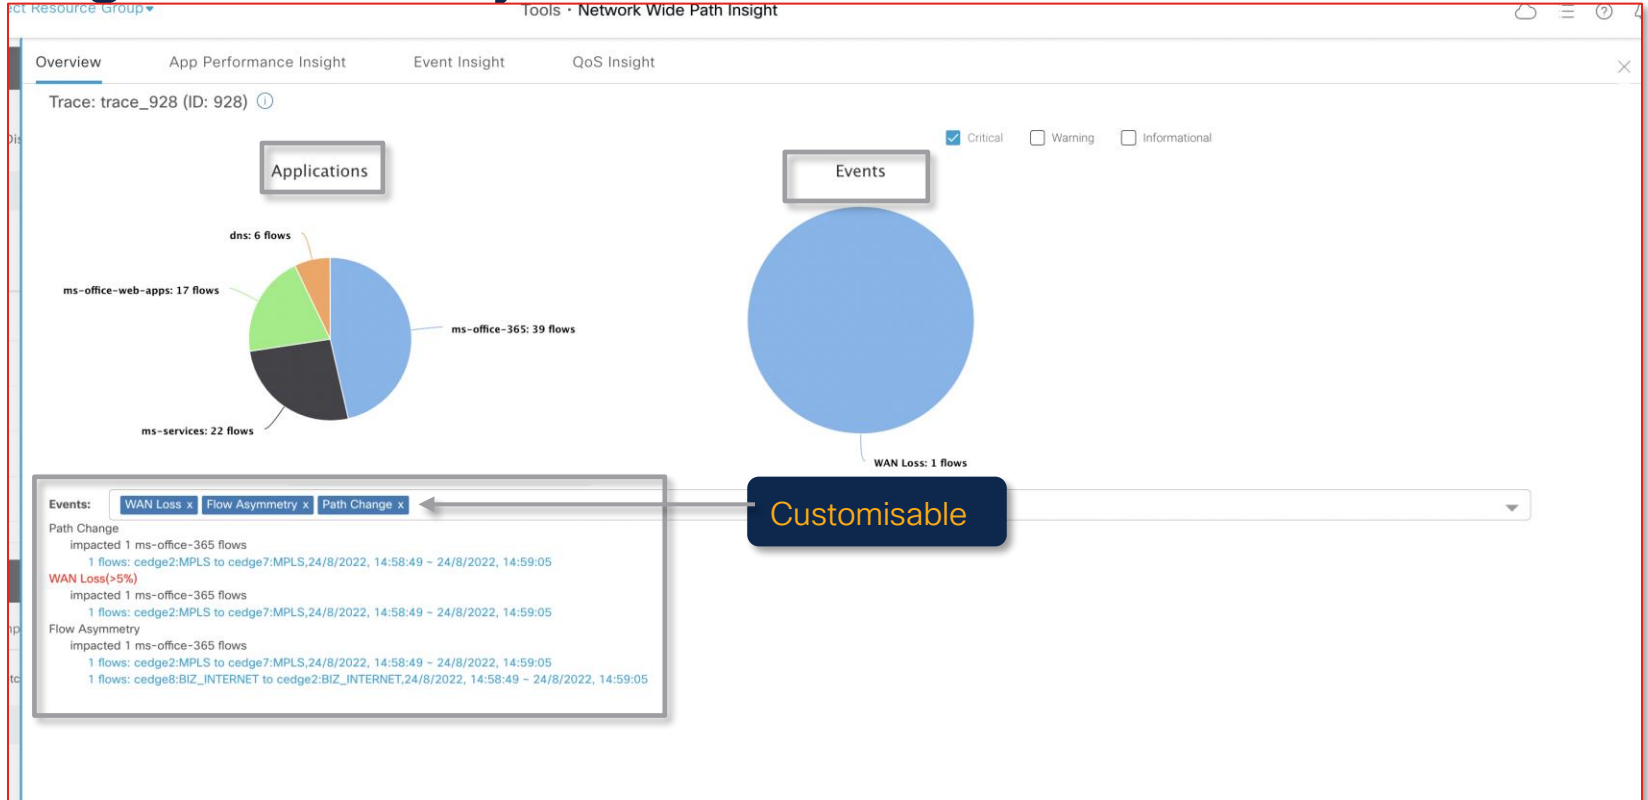 ect Resource Group
Tools · Network Wide Path Insight
Overview App Performance Insight Event Insight QoS Insight
Trace: trace_928 (ID: 928)
Critical Warning Informational
Applications
Events
dns: 6 flows
ms-office-web-apps: 17 flows
ms-office-365: 39 flows
ms-services: 22 flows
WAN Loss: 1 flows
Events: WAN Loss x Flow Asymmetry x Path Change x
Customisable
Path Change
impacted 1 ms-office-365 flows
1 flows: cedge2:MPLS to cedge7:MPLS,24/8/2022, 14:58:49 ~ 24/8/2022, 14:59:05
WAN Loss(>5%)
impacted 1 ms-office-365 flows
1 flows: cedge2:MPLS to cedge7:MPLS,24/8/2022, 14:58:49 ~ 24/8/2022, 14:59:05
Flow Asymmetry
impacted 1 ms-office-365 flows
1 flows: cedge2:MPLS to cedge7:MPLS,24/8/2022, 14:58:49 ~ 24/8/2022, 14:59:05
1 flows: cedge8:BIZ_INTERNET to cedge2:BIZ_INTERNET,24/8/2022, 14:58:49 ~ 24/8/2022, 14:59:05